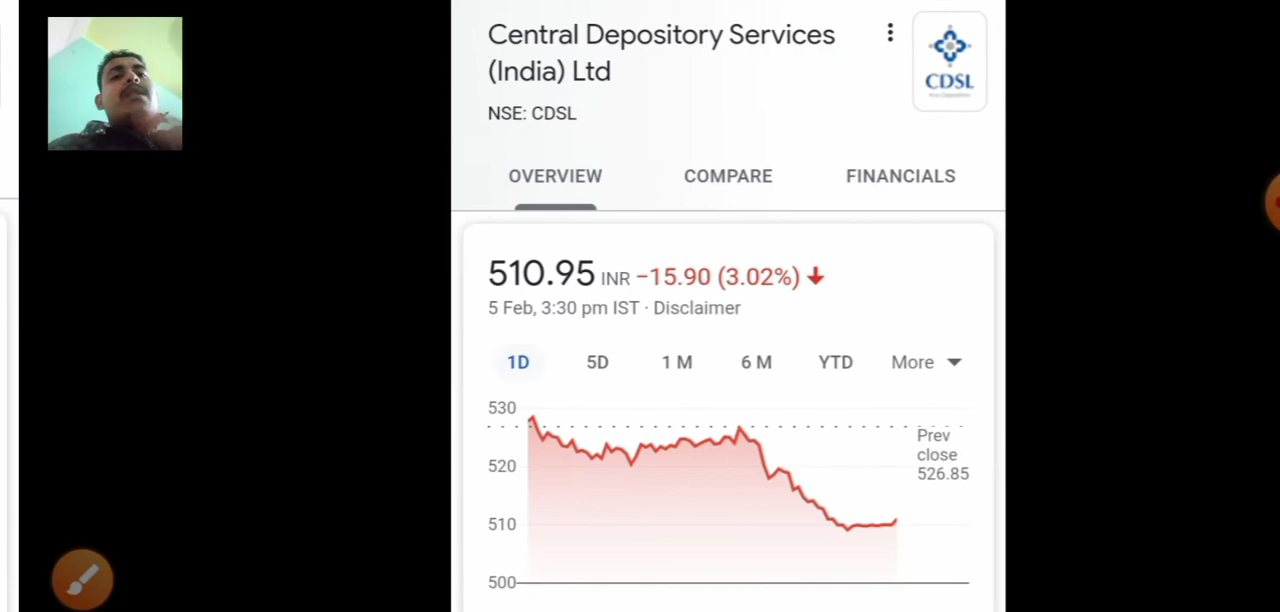 Central Depository Services
(India) Ltd
CDSL
NSE: CDSL
OVERVIEW COMPARE FINANCIALS
510.95 INR −15.90 (3.02%)
5 Feb, 3:30 pm IST · Disclaimer
1D 5D 1 M 6 M YTD More
530
Prev
close
526.85
520
510
500